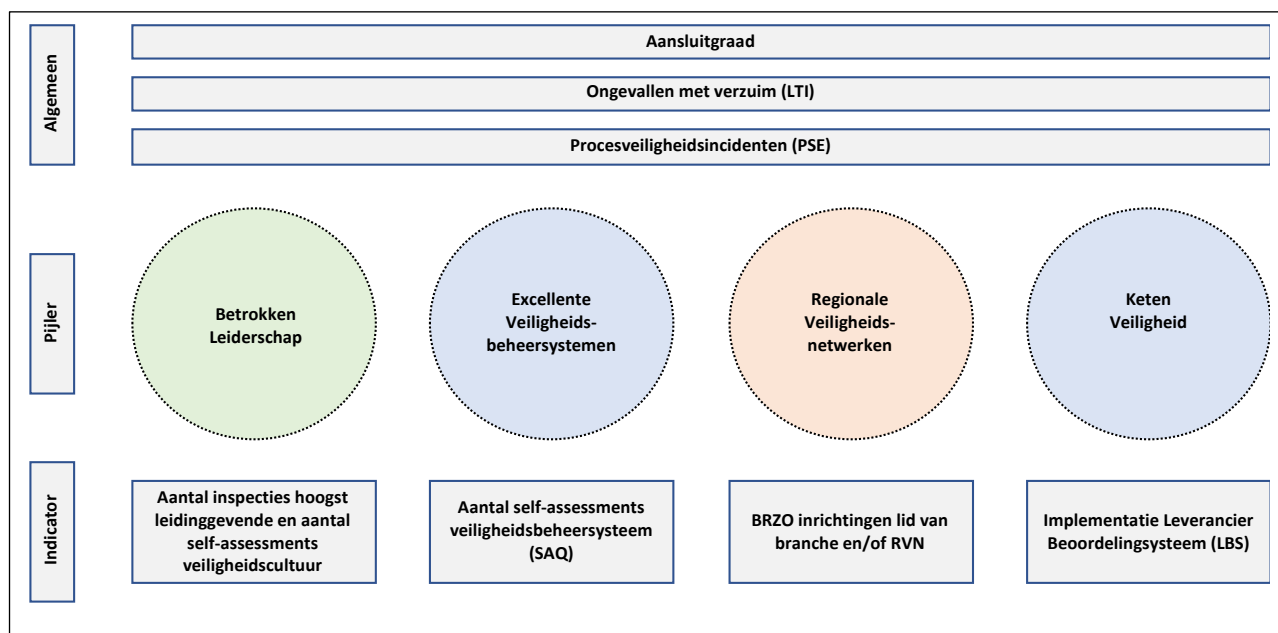 Algemeen
Aansluitgraad
Ongevallen met verzuim (LTI)
Procesveiligheidsincidenten (PSE)
Pijler
Betrokken
Leiderschap
Excellente
Veiligheids-
beheersystemen
Regionale
Veiligheids-
netwerken
Keten
Veiligheid
Indicator
Aantal inspecties hoogst
leidinggevende en aantal
self-assessments
veiligheidscultuur
Aantal self-assessments
veiligheidsbeheersysteem
(SAQ)
BRZO inrichtingen lid van
branche en/of RVN
Implementatie Leverancier
Beoordelingsysteem (LBS)